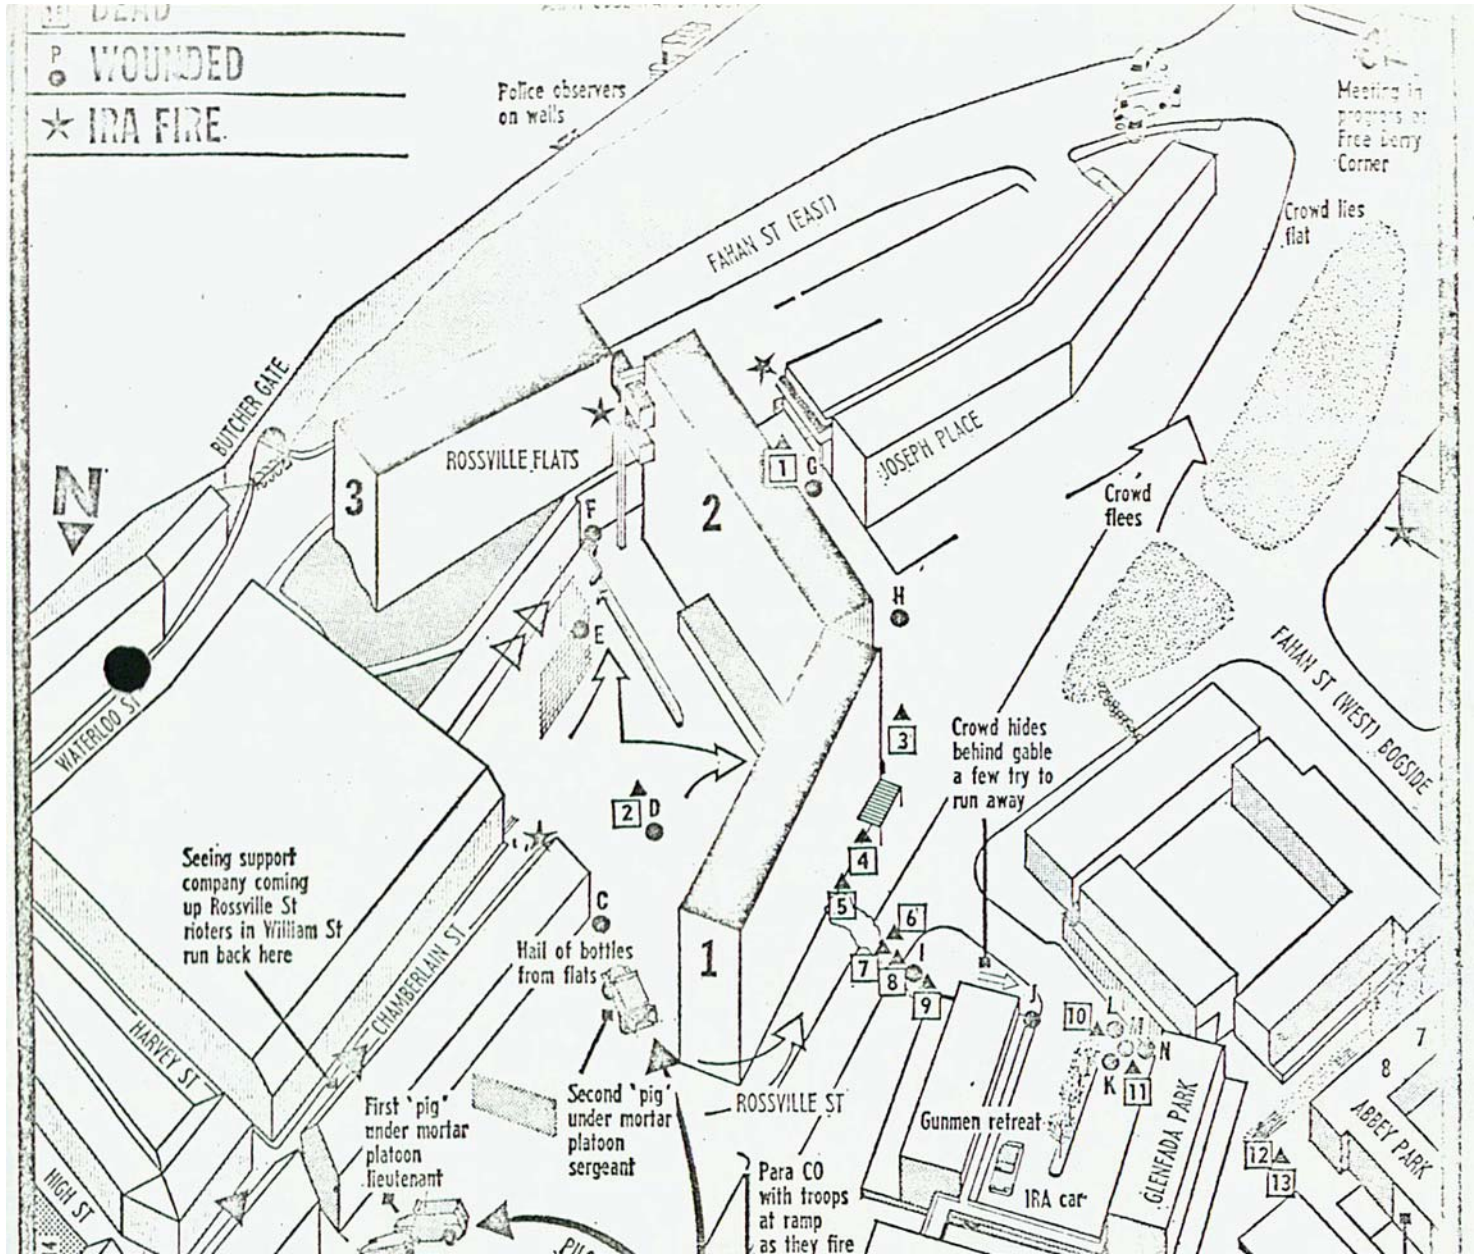 DEAD
P
WOUNDED
IRA FIRE.
Police observers
on walls
Meeting in
progress at
Free Derry
Corner
Crowd lies
flat
FAHAN ST (EAST)
BUTCHER GATE
ROSSVILLE FLATS
3
2
1
G
JOSEPH PLACE
Crowd
flees
N
F
H
E
FAHAN ST (WEST) BOGSIDE
WATERLOO ST
3
Crowd hides
behind gable
a few try to
run away
2
D
4
5
Seeing support
company coming
up Rossville St
rioters in William St
run back here
C
6
7
8
I
9
1
Hail of bottles
from flats
CHAMBERLAIN ST
HARVEY ST
J
10
L
M
N
K
11
7
8
ABBEY PARK
First 'pig'
under mortar
platoon
lieutenant
Second 'pig'
under mortar
platoon
sergeant
ROSSVILLE ST
Gunmen retreat
GLENFADA PARK
12
13
HIGH ST
Para CO
with troops
at ramp
as they fire
IRA car
14